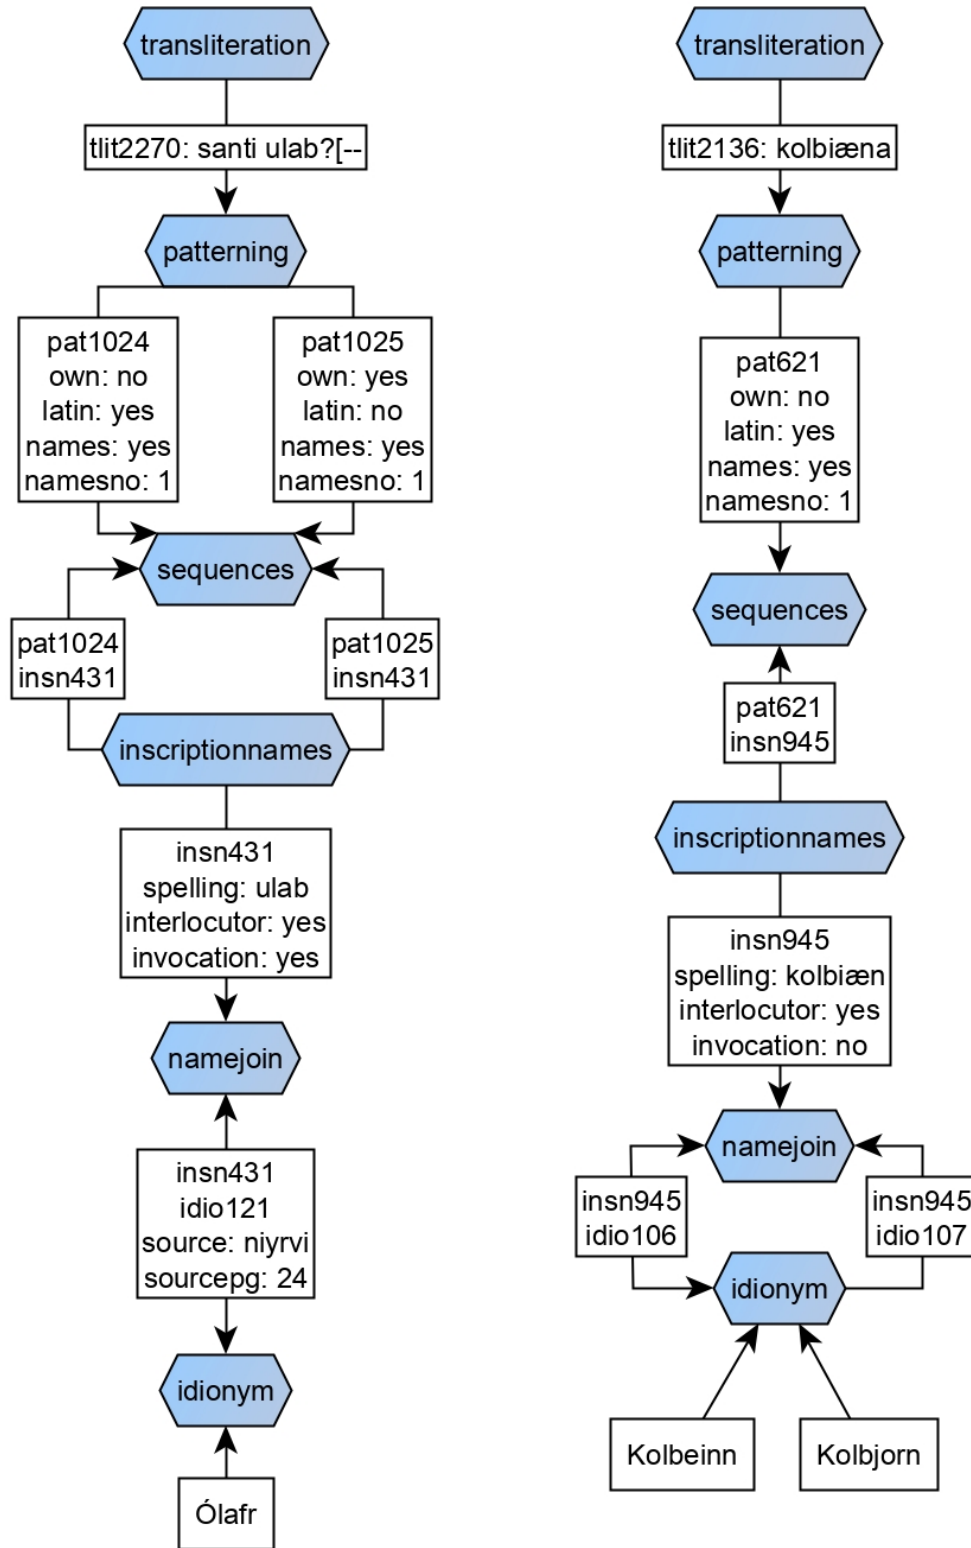 transliteration
tlit2270: santi ulab?[--
patterning
pat1024
own: no
latin: yes
names: yes
namesno: 1
pat1025
own: yes
latin: no
names: yes
namesno: 1
sequences
pat1024
insn431
pat1025
insn431
inscriptionnames
insn431
spelling: ulab
interlocutor: yes
invocation: yes
namejoin
insn431
idio121
source: niyrvi
sourcepg: 24
idionym
Ólafr
transliteration
tlit2136: kolbiæna
patterning
pat621
own: no
latin: yes
names: yes
namesno: 1
sequences
pat621
insn945
inscriptionnames
insn945
spelling: kolbiæn
interlocutor: yes
invocation: no
namejoin
insn945
idio106
insn945
idio107
idionym
Kolbeinn
Kolbjorn